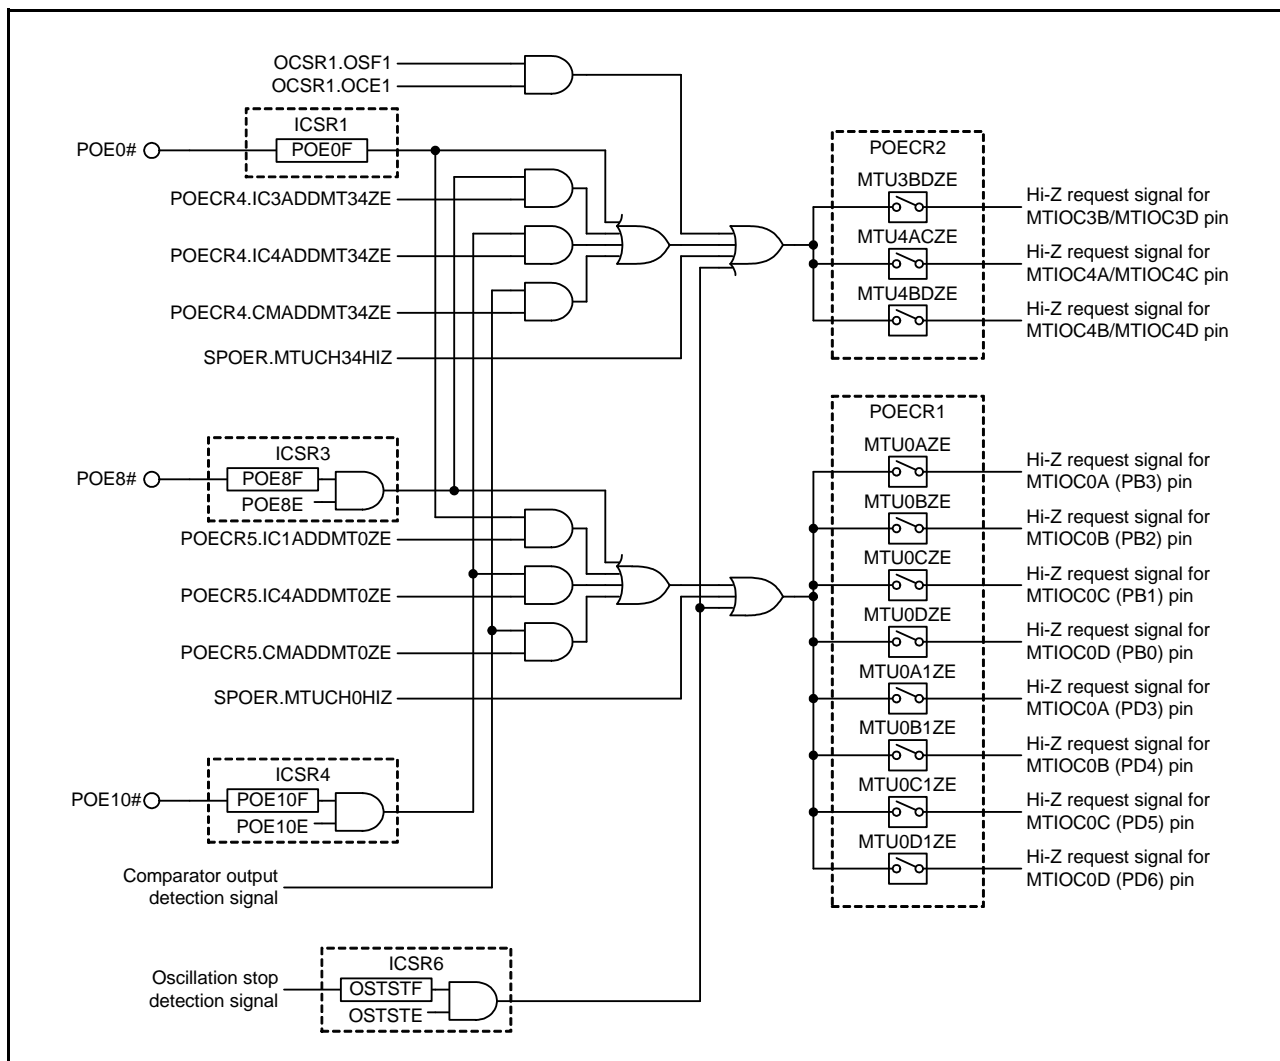 OCSR1.OSF1
OCSR1.OCE1
ICSR1
POE0#
POE0F
POECR4.IC3ADDMT34ZE
POECR4.IC4ADDMT34ZE
POECR4.CMADDMT34ZE
SPOER.MTUCH34HIZ
POECR2
MTU3BDZE
Hi-Z request signal for
MTIOC3B/MTIOC3D pin
MTU4ACZE
Hi-Z request signal for
MTIOC4A/MTIOC4C pin
MTU4BDZE
Hi-Z request signal for
MTIOC4B/MTIOC4D pin
ICSR3
POE8#
POE8F
POE8E
POECR5.IC1ADDMT0ZE
POECR5.IC4ADDMT0ZE
POECR5.CMADDMT0ZE
SPOER.MTUCH0HIZ
POECR1
MTU0AZE
Hi-Z request signal for
MTIOC0A (PB3) pin
MTU0BZE
Hi-Z request signal for
MTIOC0B (PB2) pin
MTU0CZE
Hi-Z request signal for
MTIOC0C (PB1) pin
MTU0DZE
Hi-Z request signal for
MTIOC0D (PB0) pin
MTU0A1ZE
Hi-Z request signal for
MTIOC0A (PD3) pin
MTU0B1ZE
Hi-Z request signal for
MTIOC0B (PD4) pin
MTU0C1ZE
Hi-Z request signal for
MTIOC0C (PD5) pin
MTU0D1ZE
Hi-Z request signal for
MTIOC0D (PD6) pin
ICSR4
POE10#
POE10F
POE10E
Comparator output
detection signal
ICSR6
Oscillation stop
detection signal
OSTSTF
OSTSTE